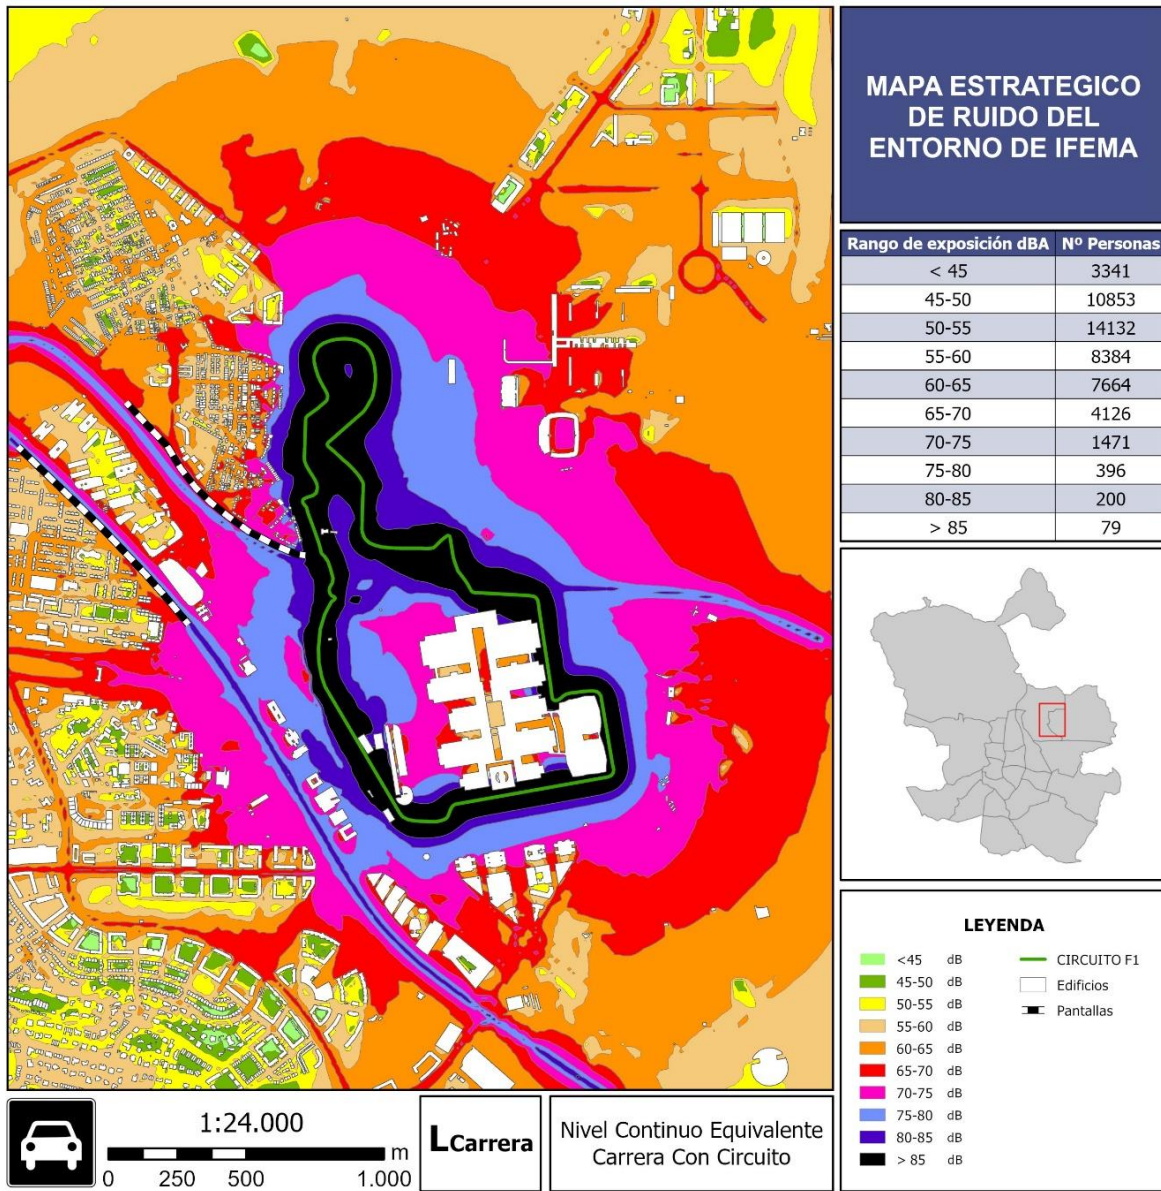 MAPA ESTRATEGICO
DE RUIDO DEL
ENTORNO DE IFEMA
Rango de exposición dBA Nº Personas
< 45 3341
45-50 10853
50-55 14132
55-60 8384
60-65 7664
65-70 4126
70-75 1471
75-80 396
80-85 200
> 85 79
LEYENDA
<45 dB
45-50 dB
50-55 dB
55-60 dB
60-65 dB
65-70 dB
70-75 dB
75-80 dB
80-85 dB
> 85 dB
CIRCUITO F1
Edificios
Pantallas
1:24.000
m
0 250 500 1.000
LCarrera
Nivel Continuo Equivalente
Carrera Con Circuito